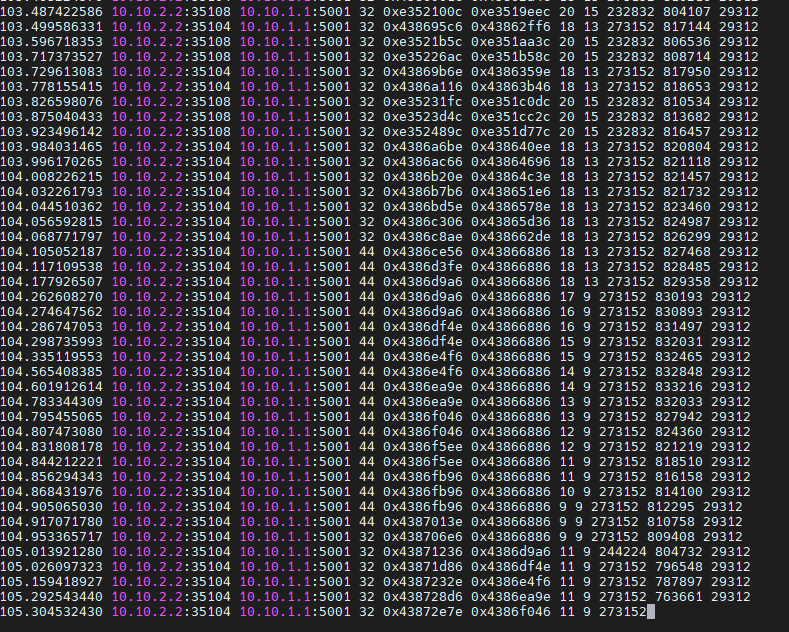 103.487422586 10.10.2.2:35108 10.10.1.1:5001 32 0xe352100c 0xe3519eec 20 15 232832 804107 29312
103.499586331 10.10.2.2:35104 10.10.1.1:5001 32 0x438695c6 0x43862ff6 18 13 273152 817144 29312
103.596718353 10.10.2.2:35108 10.10.1.1:5001 32 0xe3521b5c 0xe351aa3c 20 15 232832 806536 29312
103.717373527 10.10.2.2:35108 10.10.1.1:5001 32 0xe35226ac 0xe351b58c 20 15 232832 808714 29312
103.729613083 10.10.2.2:35104 10.10.1.1:5001 32 0x43869b6e 0x4386359e 18 13 273152 817950 29312
103.778155415 10.10.2.2:35104 10.10.1.1:5001 32 0x4386a116 0x43863b46 18 13 273152 818653 29312
103.826598076 10.10.2.2:35108 10.10.1.1:5001 32 0xe35231fc 0xe351c0dc 20 15 232832 810534 29312
103.875040433 10.10.2.2:35108 10.10.1.1:5001 32 0xe3523d4c 0xe351cc2c 20 15 232832 813682 29312
103.923496142 10.10.2.2:35108 10.10.1.1:5001 32 0xe352489c 0xe351d77c 20 15 232832 816457 29312
103.984031465 10.10.2.2:35104 10.10.1.1:5001 32 0x4386a6be 0x438640ee 18 13 273152 820804 29312
103.996170265 10.10.2.2:35104 10.10.1.1:5001 32 0x4386ac66 0x43864696 18 13 273152 821118 29312
104.008226215 10.10.2.2:35104 10.10.1.1:5001 32 0x4386b20e 0x43864c3e 18 13 273152 821457 29312
104.032261793 10.10.2.2:35104 10.10.1.1:5001 32 0x4386b7b6 0x438651e6 18 13 273152 821732 29312
104.044510362 10.10.2.2:35104 10.10.1.1:5001 32 0x4386bd5e 0x4386578e 18 13 273152 823460 29312
104.056592815 10.10.2.2:35104 10.10.1.1:5001 32 0x4386c306 0x43865d36 18 13 273152 824987 29312
104.068771797 10.10.2.2:35104 10.10.1.1:5001 32 0x4386c8ae 0x438662de 18 13 273152 826299 29312
104.105052187 10.10.2.2:35104 10.10.1.1:5001 44 0x4386ce56 0x43866886 18 13 273152 827468 29312
104.117109538 10.10.2.2:35104 10.10.1.1:5001 44 0x4386d3fe 0x43866886 18 13 273152 828485 29312
104.177926507 10.10.2.2:35104 10.10.1.1:5001 44 0x4386d9a6 0x43866886 18 13 273152 829358 29312
104.262608270 10.10.2.2:35104 10.10.1.1:5001 44 0x4386d9a6 0x43866886 17 9 273152 830193 29312
104.274647562 10.10.2.2:35104 10.10.1.1:5001 44 0x4386d9a6 0x43866886 16 9 273152 830893 29312
104.286747053 10.10.2.2:35104 10.10.1.1:5001 44 0x4386df4e 0x43866886 16 9 273152 831497 29312
104.298735993 10.10.2.2:35104 10.10.1.1:5001 44 0x4386df4e 0x43866886 15 9 273152 832031 29312
104.335119553 10.10.2.2:35104 10.10.1.1:5001 44 0x4386e4f6 0x43866886 15 9 273152 832465 29312
104.565408385 10.10.2.2:35104 10.10.1.1:5001 44 0x4386e4f6 0x43866886 14 9 273152 832848 29312
104.601912614 10.10.2.2:35104 10.10.1.1:5001 44 0x4386ea9e 0x43866886 14 9 273152 833216 29312
104.783344309 10.10.2.2:35104 10.10.1.1:5001 44 0x4386ea9e 0x43866886 13 9 273152 832033 29312
104.795455065 10.10.2.2:35104 10.10.1.1:5001 44 0x4386f046 0x43866886 13 9 273152 827942 29312
104.807473080 10.10.2.2:35104 10.10.1.1:5001 44 0x4386f046 0x43866886 12 9 273152 824360 29312
104.831808178 10.10.2.2:35104 10.10.1.1:5001 44 0x4386f5ee 0x43866886 12 9 273152 821219 29312
104.844212221 10.10.2.2:35104 10.10.1.1:5001 44 0x4386f5ee 0x43866886 11 9 273152 818510 29312
104.856294343 10.10.2.2:35104 10.10.1.1:5001 44 0x4386fb96 0x43866886 11 9 273152 816158 29312
104.868431976 10.10.2.2:35104 10.10.1.1:5001 44 0x4386fb96 0x43866886 10 9 273152 814100 29312
104.905065030 10.10.2.2:35104 10.10.1.1:5001 44 0x4386fb96 0x43866886 9 9 273152 812295 29312
104.917071780 10.10.2.2:35104 10.10.1.1:5001 44 0x4387013e 0x43866886 9 9 273152 810758 29312
104.953365717 10.10.2.2:35104 10.10.1.1:5001 44 0x438706e6 0x43866886 9 9 273152 809408 29312
105.013921280 10.10.2.2:35104 10.10.1.1:5001 32 0x43871236 0x4386d9a6 11 9 244224 804732 29312
105.026097323 10.10.2.2:35104 10.10.1.1:5001 32 0x43871d86 0x4386df4e 11 9 273152 796548 29312
105.159418927 10.10.2.2:35104 10.10.1.1:5001 32 0x4387232e 0x4386e4f6 11 9 273152 787897 29312
105.292543440 10.10.2.2:35104 10.10.1.1:5001 32 0x438728d6 0x4386ea9e 11 9 273152 763661 29312
105.304532430 10.10.2.2:35104 10.10.1.1:5001 32 0x43872e7e 0x4386f046 11 9 273152